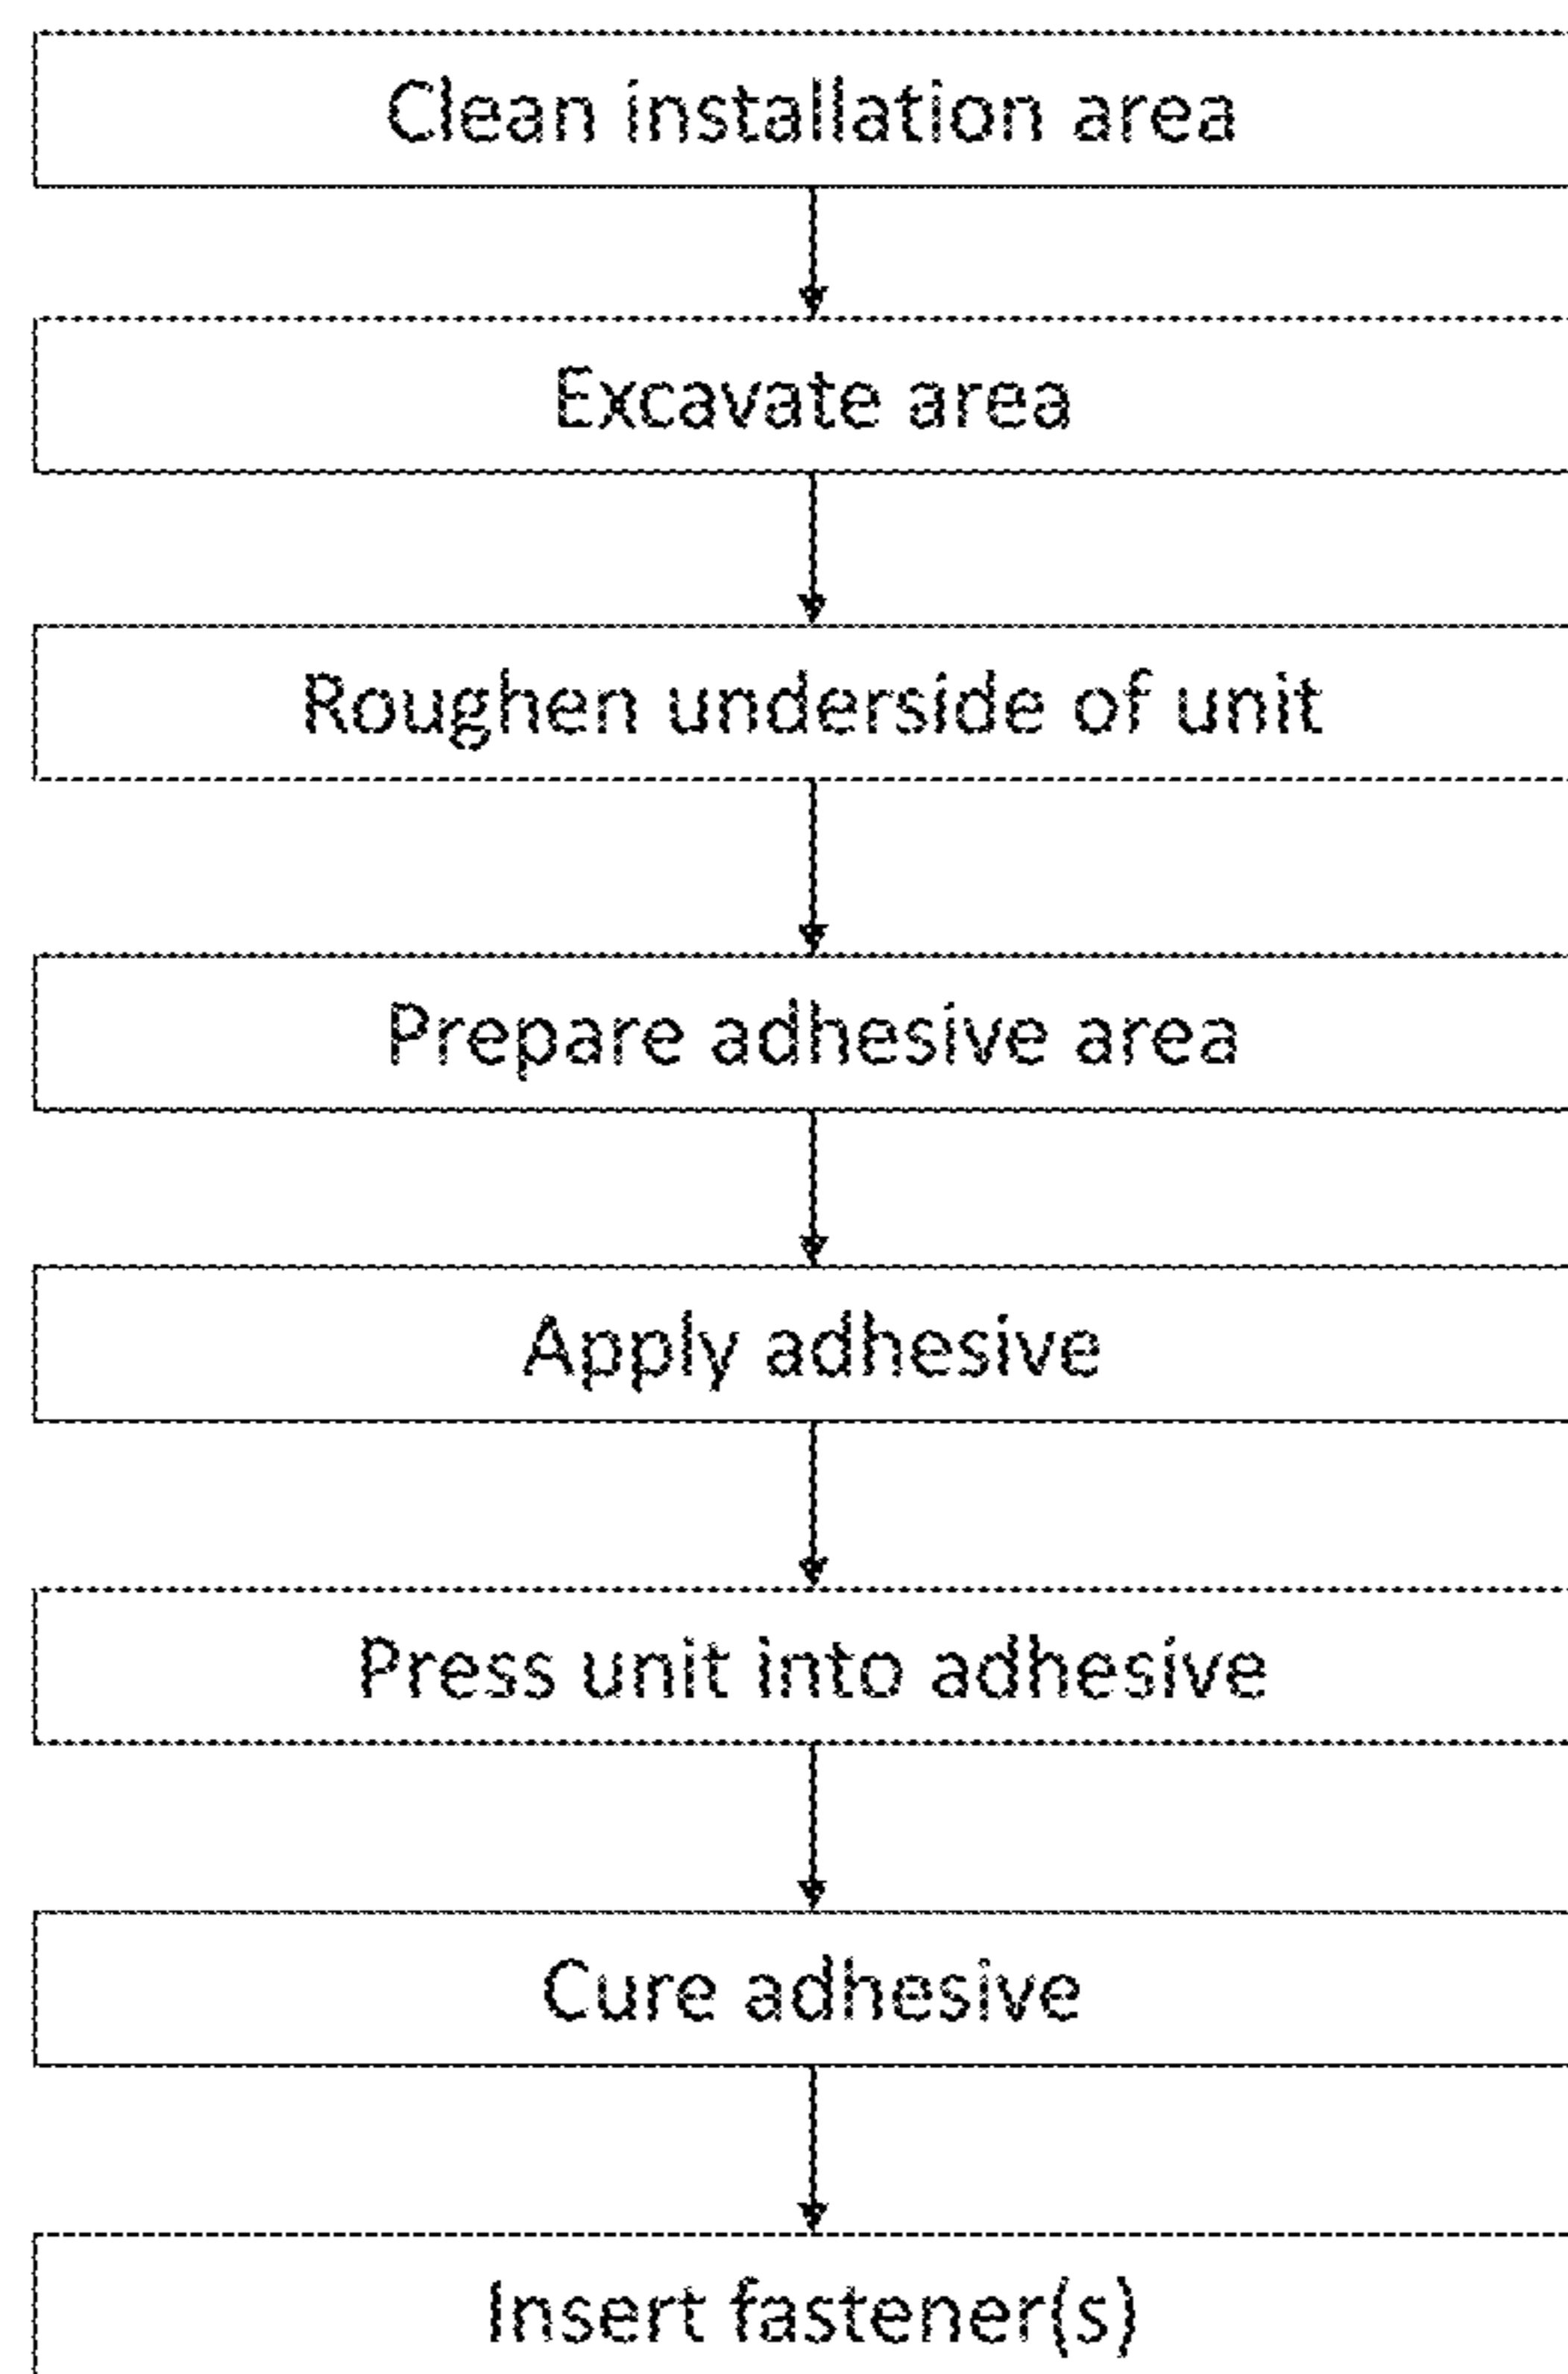 Clean installation area
Excavate area
Roughen underside of unit
Prepare adhesive area
Apply adhesive
Press unit into adhesive
Cure adhesive
Insert fastener(s)